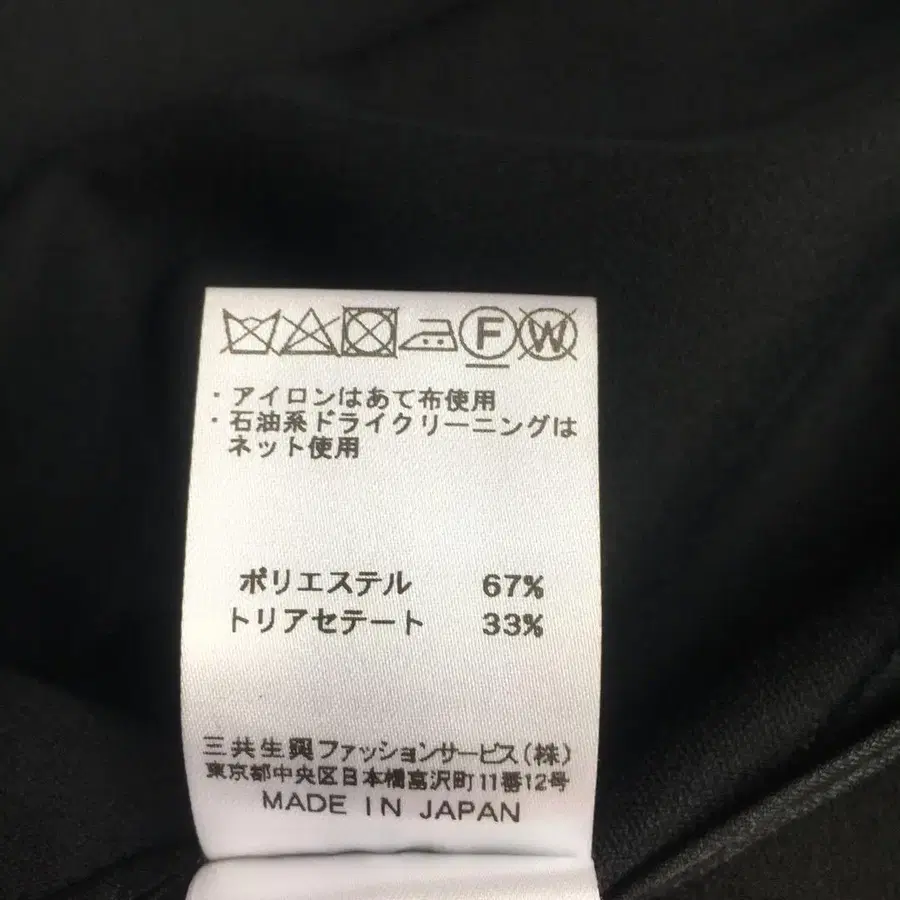 F W
・アイロンはあて布使用
・石油系ドライクリーニングは
ネット使用
ポリエステル 67%
トリアセテート 33%
三共生興ファッションサービス(株)
東京都中央区日本橋富沢町11番12号
MADE IN JAPAN